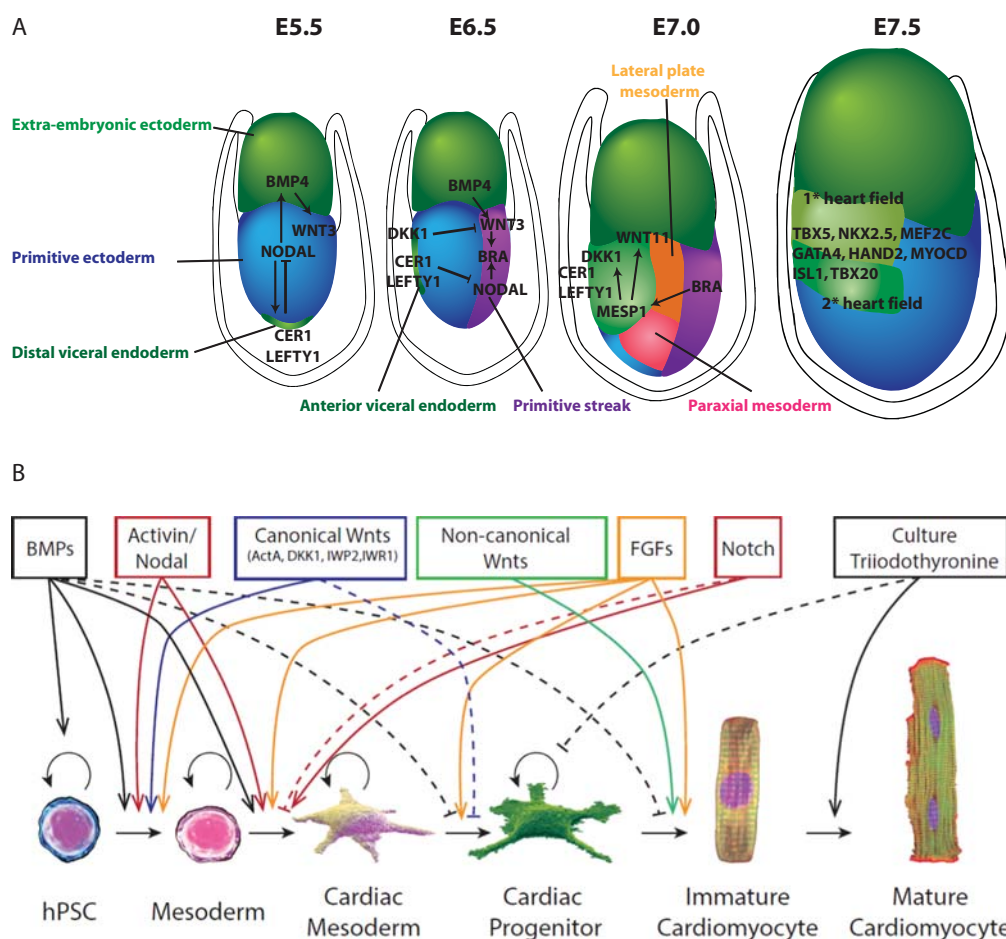 A
E5.5
E6.5
E7.0
E7.5
Lateral plate
mesoderm
Extra-embryonic ectoderm
BMP4
WNT3
NODAL
Primitive ectoderm
CER1
LEFTY1
Distal viceral endoderm
BMP4
DKK1
WNT3
CER1
LEFTY1
BRA
NODAL
Anterior viceral endoderm
Primitive streak
WNT11
DKK1
CER1
LEFTY1
BRA
MESP1
Paraxial mesoderm
1* heart field
TBX5, NKX2.5, MEF2C
GATA4, HAND2, MYOCD
ISL1, TBX20
2* heart field
B
BMPs
Activin/
Nodal
Canonical Wnts
(ActA, DKK1, IWP2,IWR1)
Non-canonical
Wnts
FGFs
Notch
Culture
Triiodothyronine
hPSC
Mesoderm
Cardiac
Mesoderm
Cardiac
Progenitor
Immature
Cardiomyocyte
Mature
Cardiomyocyte